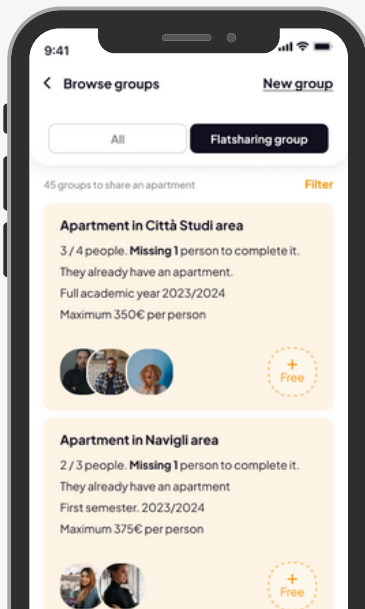 9:41
Browse groups
New group
All
Flatsharing group
45 groups to share an apartment
Filter
Apartment in Città Studi area
3 / 4 people. Missing 1 person to complete it.
They already have an apartment.
Full academic year 2023/2024
Maximum 350€ per person
+
Free
Apartment in Navigli area
2 / 3 people. Missing 1 person to complete it.
They already have an apartment
First semester. 2023/2024
Maximum 375€ per person
+
Free